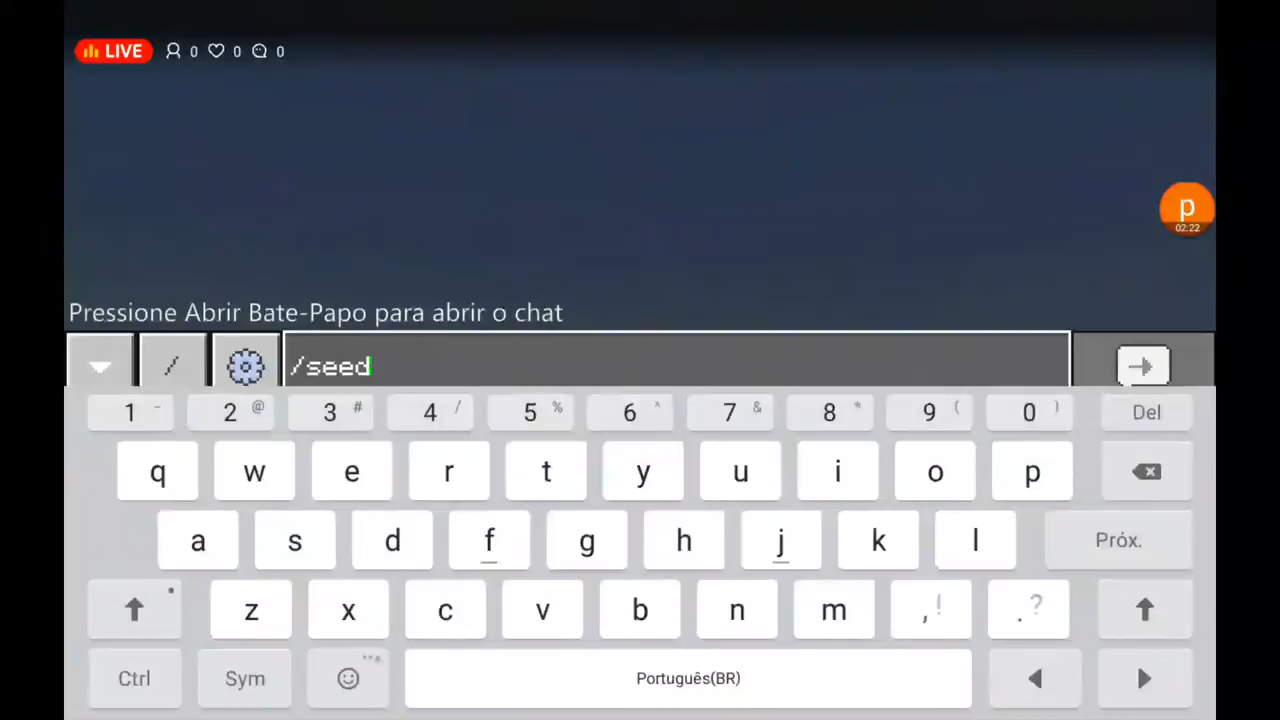 LIVE 0 0 0
p
02:22
Pressione Abrir Bate-Papo para abrir o chat
/ /seed
1 - 2 @ 3 # 4 / 5 % 6 ^ 7 & 8 * 9 ( 0 ) Del
q w e r t y u i o p
a s d f g h j k l Próx.
z x c v b n m , ! . ?
Ctrl Sym Português(BR)